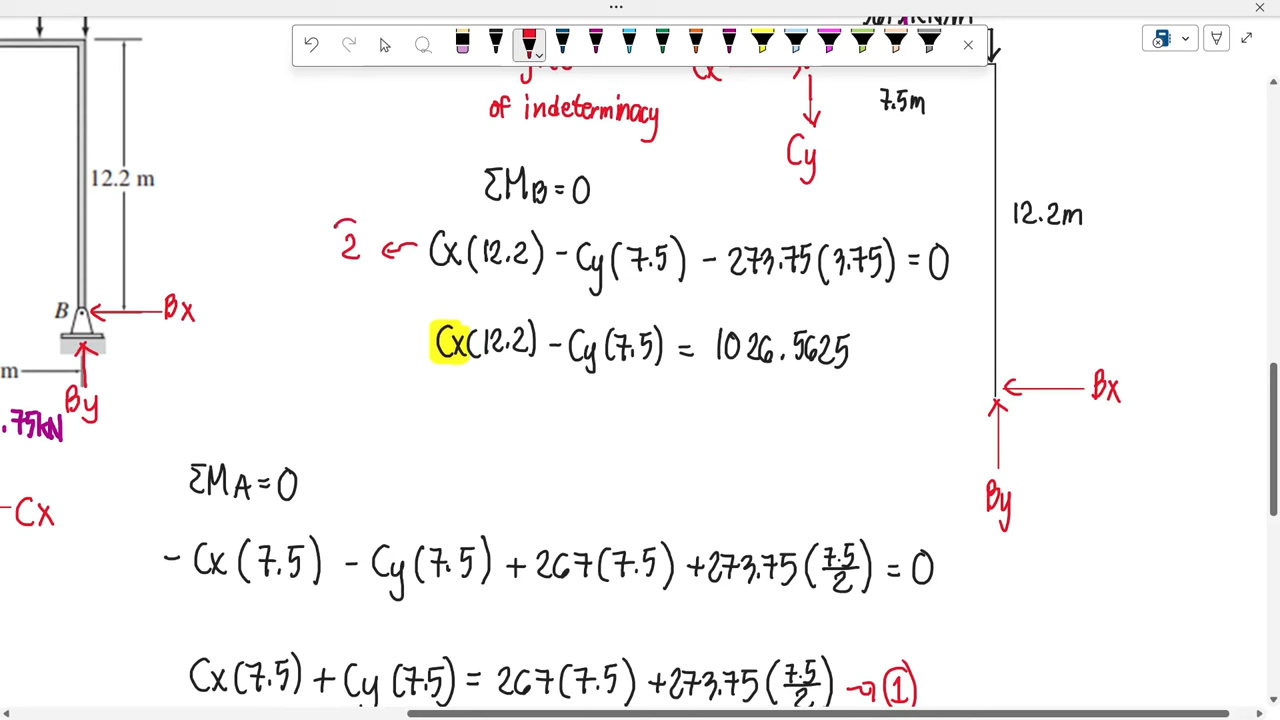 of indeterminacy
Cy
7.5m
12.2 m
12.2m
ΣMB=0
2 ← Cx(12.2) - Cy(7.5) - 273.75(3.75) = 0
Cx(12.2) - Cy(7.5) = 1026.5625
B
Bx
By
m
.75kN
Cx
Bx
By
ΣMA=0
- Cx(7.5) - Cy(7.5) + 267(7.5) + 273.75(7.5/2) = 0
Cx(7.5) + Cy(7.5) = 267(7.5) + 273.75(7.5/2) → (1)